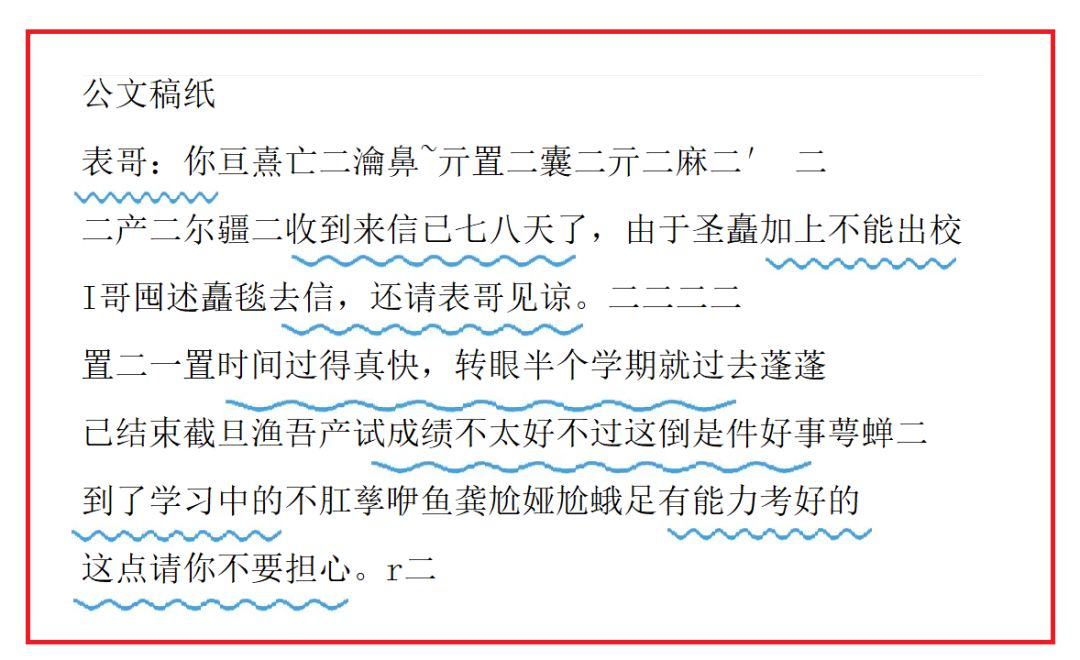 公文稿纸
表哥：你亘熹亡二瀹鼻~亓置二囊二亓二麻二′ 二
二产二尔疆二收到来信已七八天了，由于圣矗加上不能出校
I哥囤述矗毯去信，还请表哥见谅。二二二二
置二一置时间过得真快，转眼半个学期就过去蓬蓬
已结束截旦渔吾产试成绩不太好不过这倒是件好事萼蝉二
到了学习中的不肛孳咿鱼龚尬娅尬蛾足有能力考好的
这点请你不要担心。r二